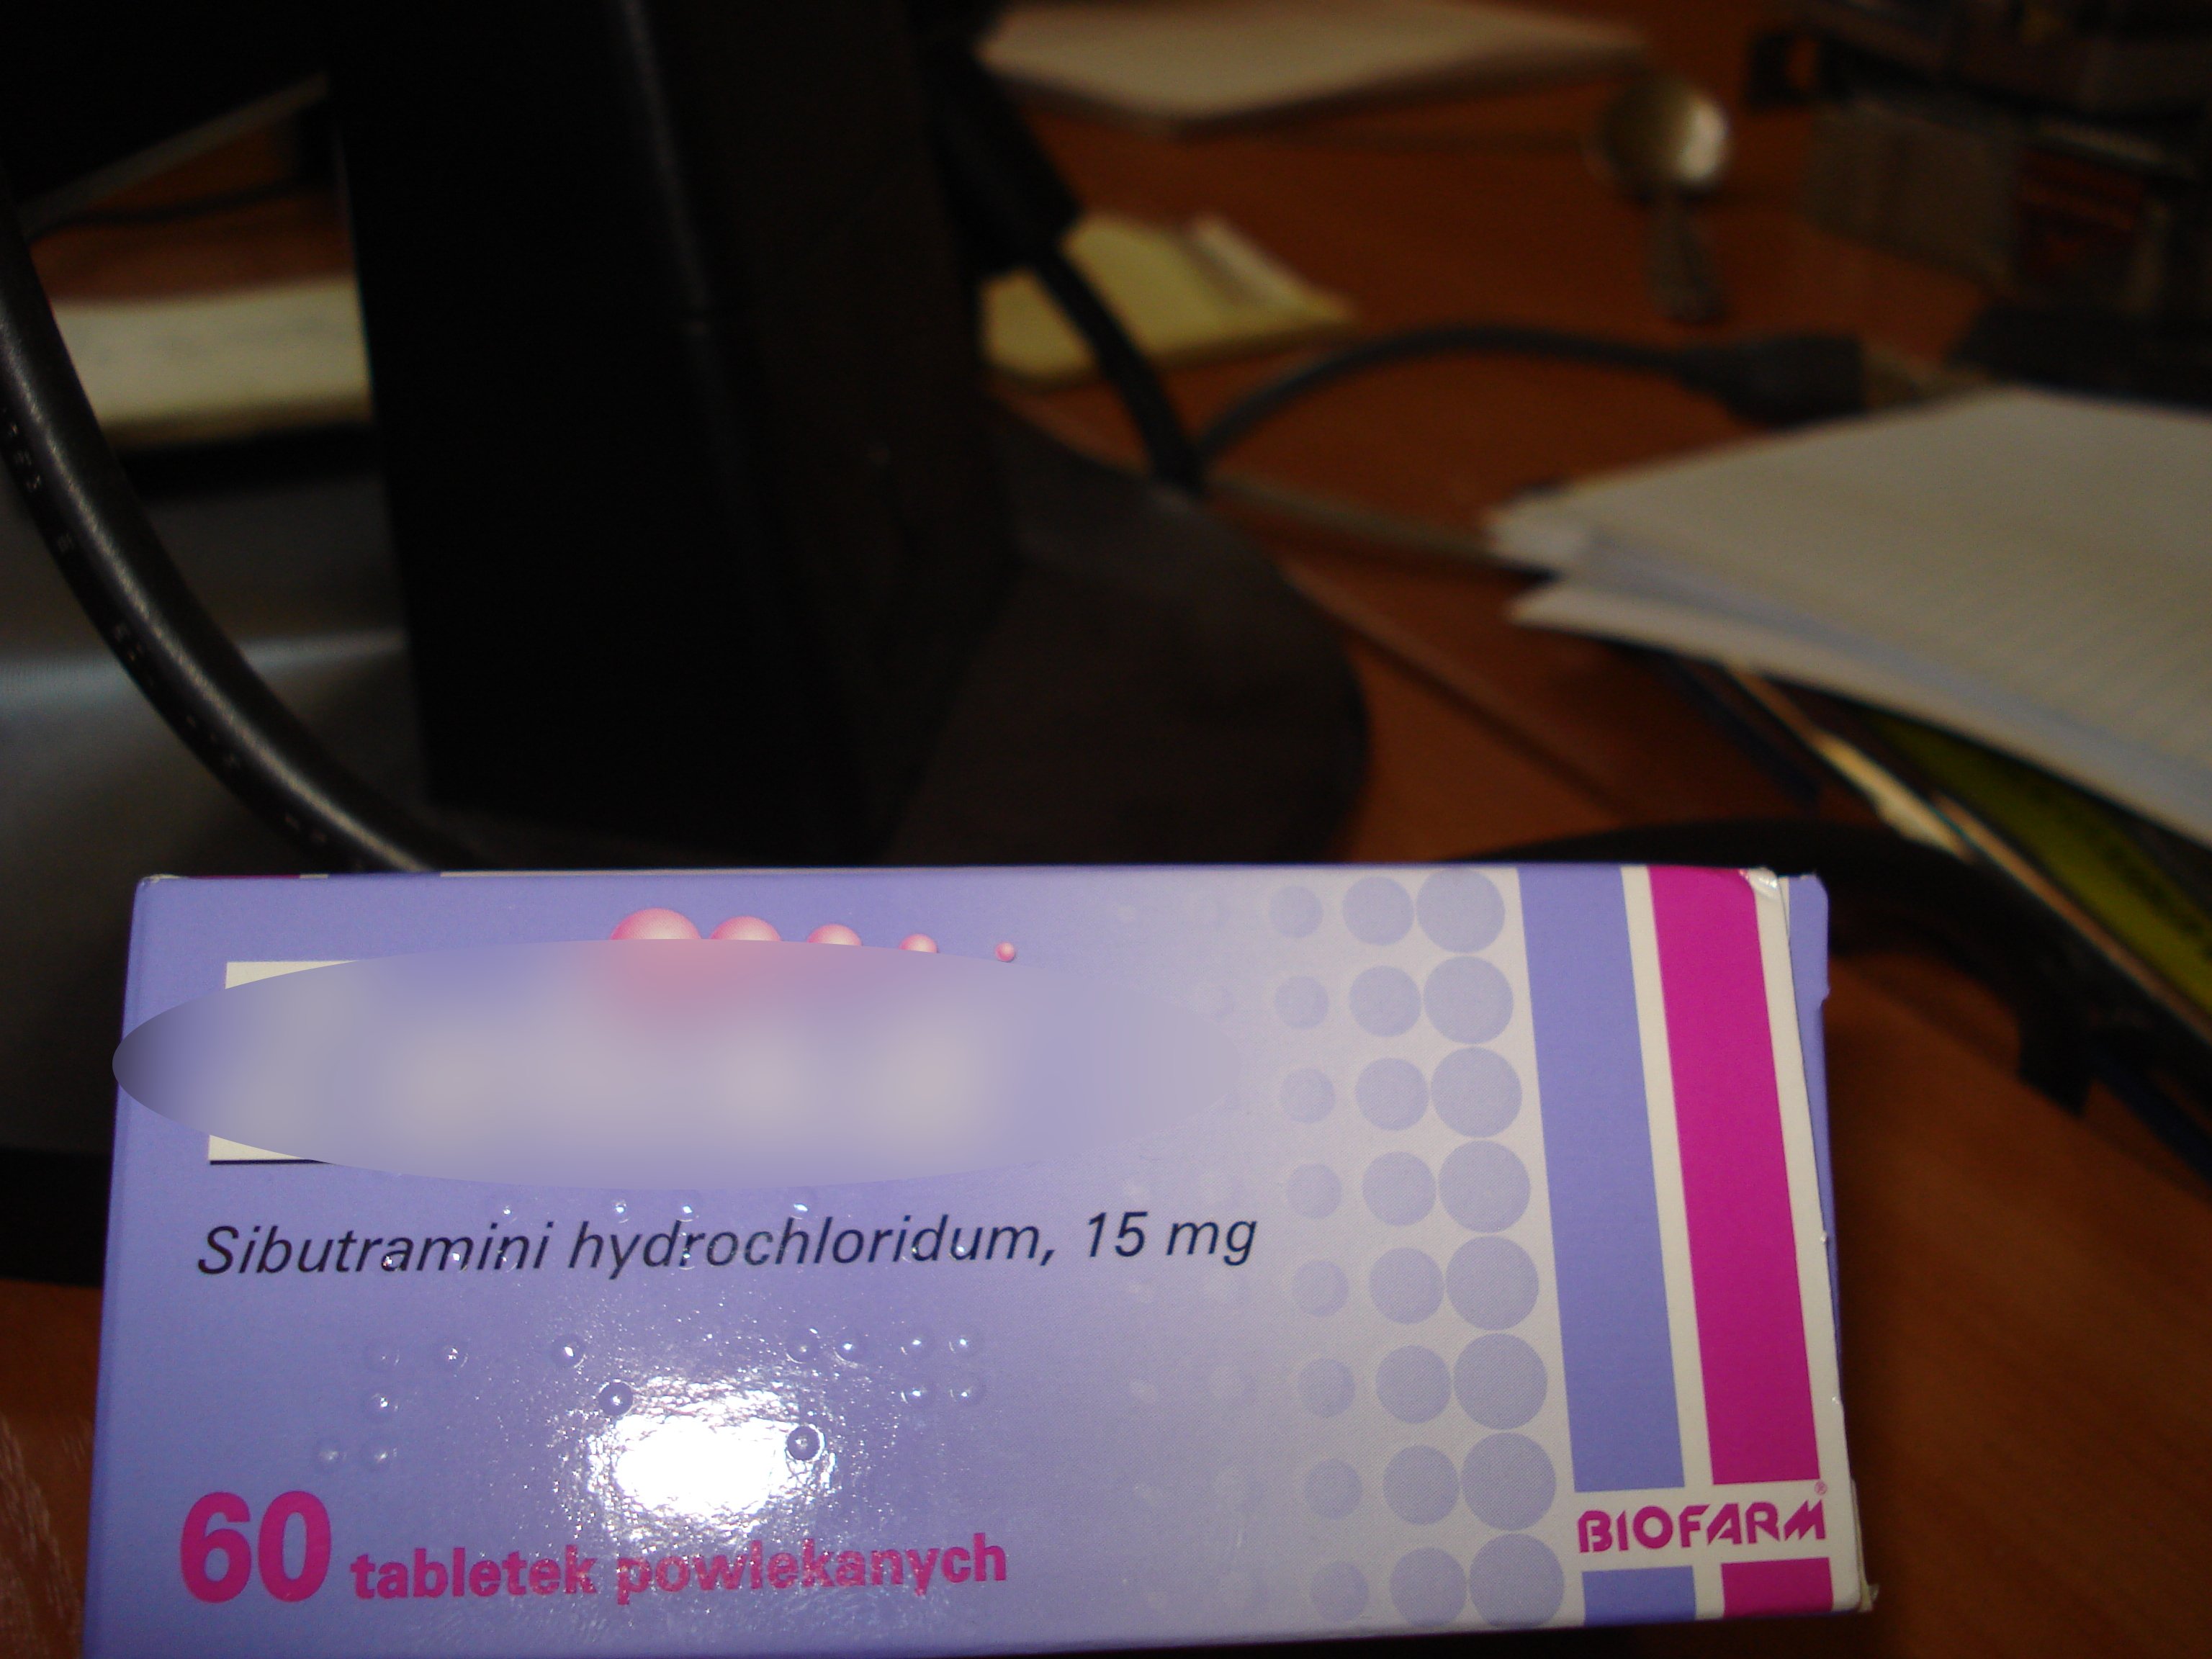 Sibutramini hydrochloridum, 15 mg
60 tabletek powlekanych
BIOFARM®